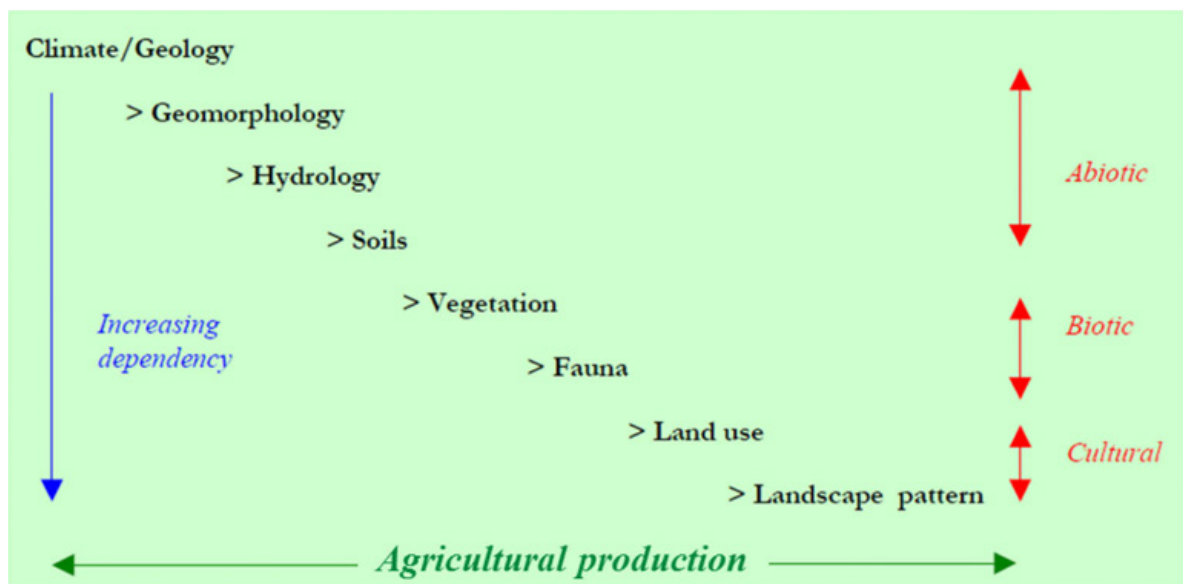 Climate/Geology
> Geomorphology
> Hydrology
Abiotic
> Soils
> Vegetation
Increasing
dependency
Biotic
> Fauna
> Land use
Cultural
> Landscape pattern
Agricultural production